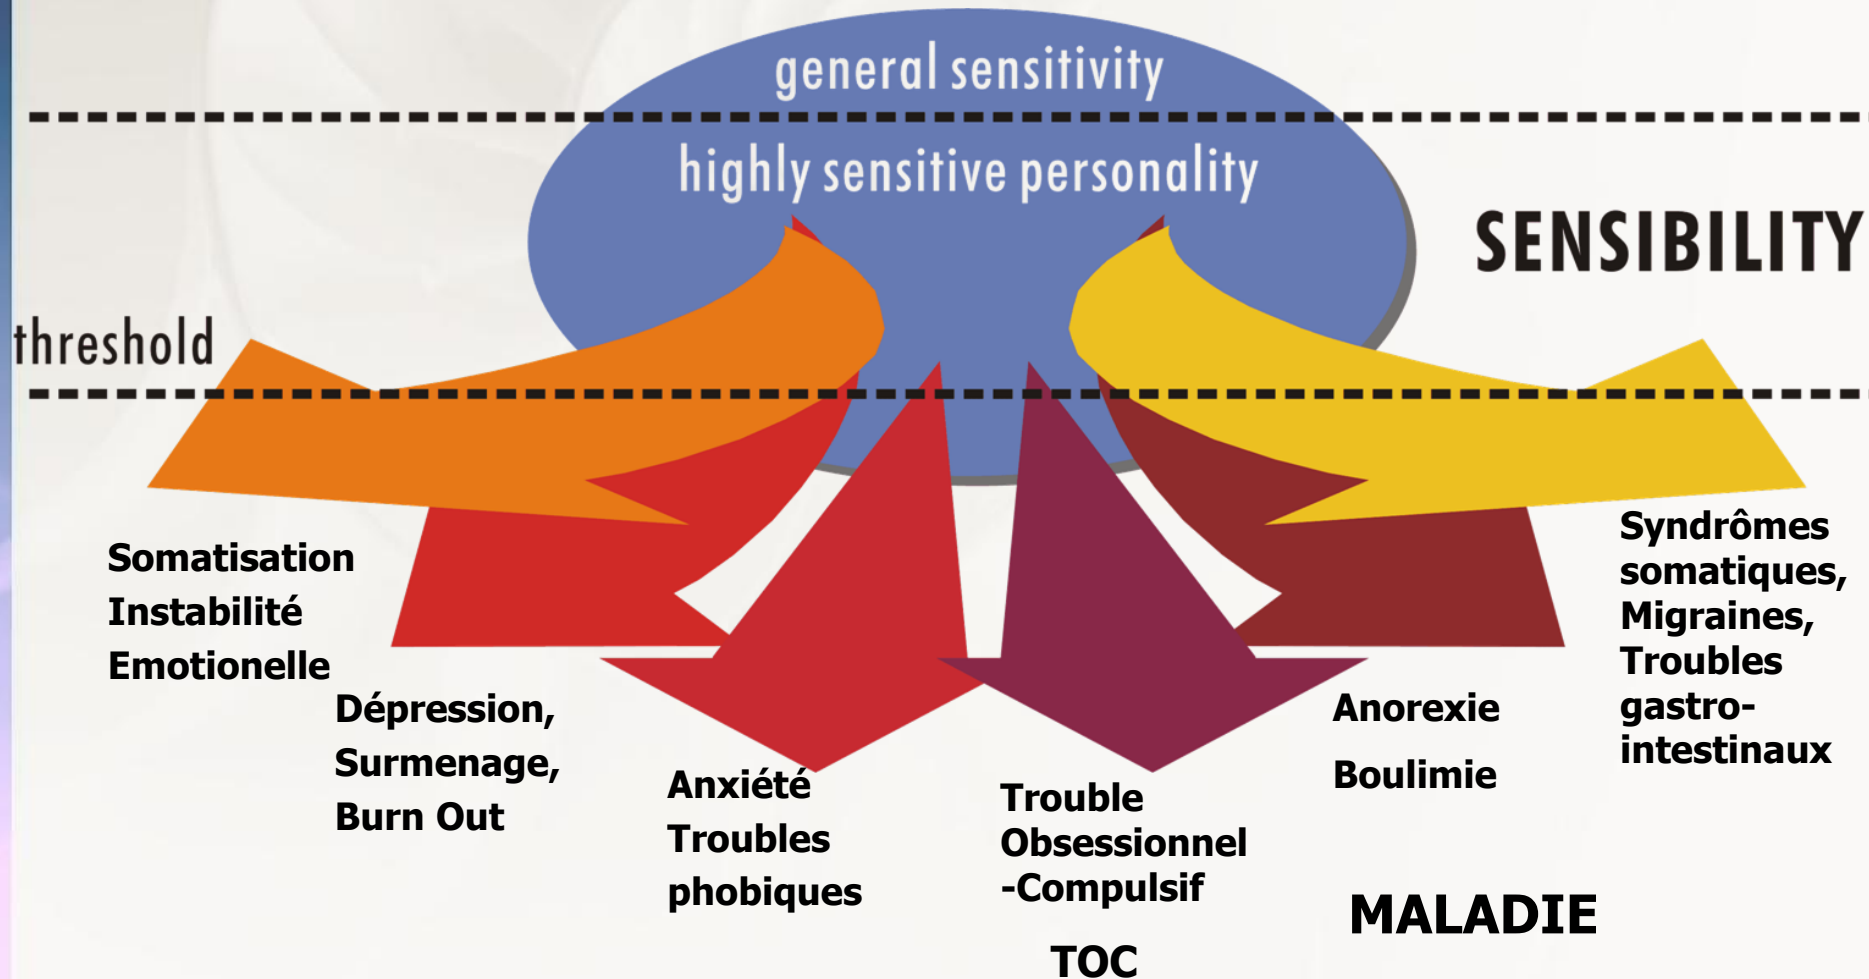 general sensitivity
highly sensitive personality
SENSIBILITY
threshold
Somatisation
Instabilité
Emotionelle
Dépression,
Surmenage,
Burn Out
Anxiété
Troubles
phobiques
Trouble
Obsessionnel
-Compulsif
TOC
Anorexie
Boulimie
Syndrômes
somatiques,
Migraines,
Troubles
gastro-
intestinaux
MALADIE